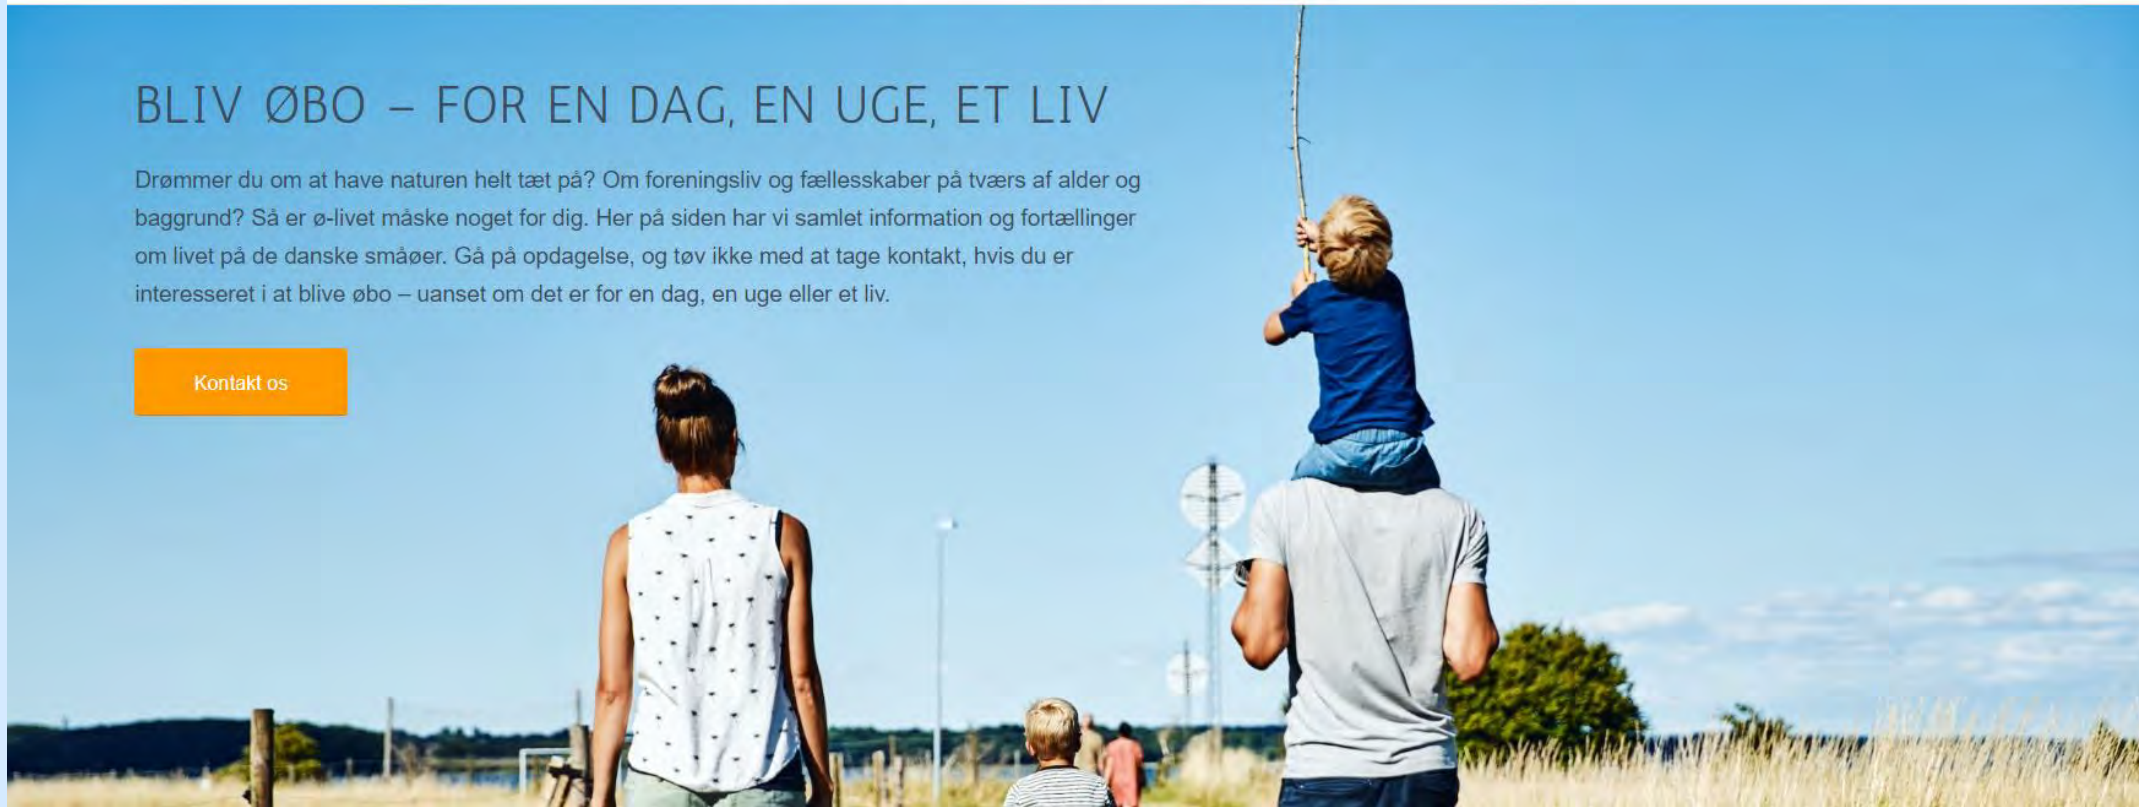 BLIV ØBO – FOR EN DAG, EN UGE, ET LIV
Drømmer du om at have naturen helt tæt på? Om foreningsliv og fællesskaber på tværs af alder og
baggrund? Så er ø-livet måske noget for dig. Her på siden har vi samlet information og fortællinger
om livet på de danske småøer. Gå på opdagelse, og tøv ikke med at tage kontakt, hvis du er
interesseret i at blive øbo – uanset om det er for en dag, en uge eller et liv.
Kontakt os